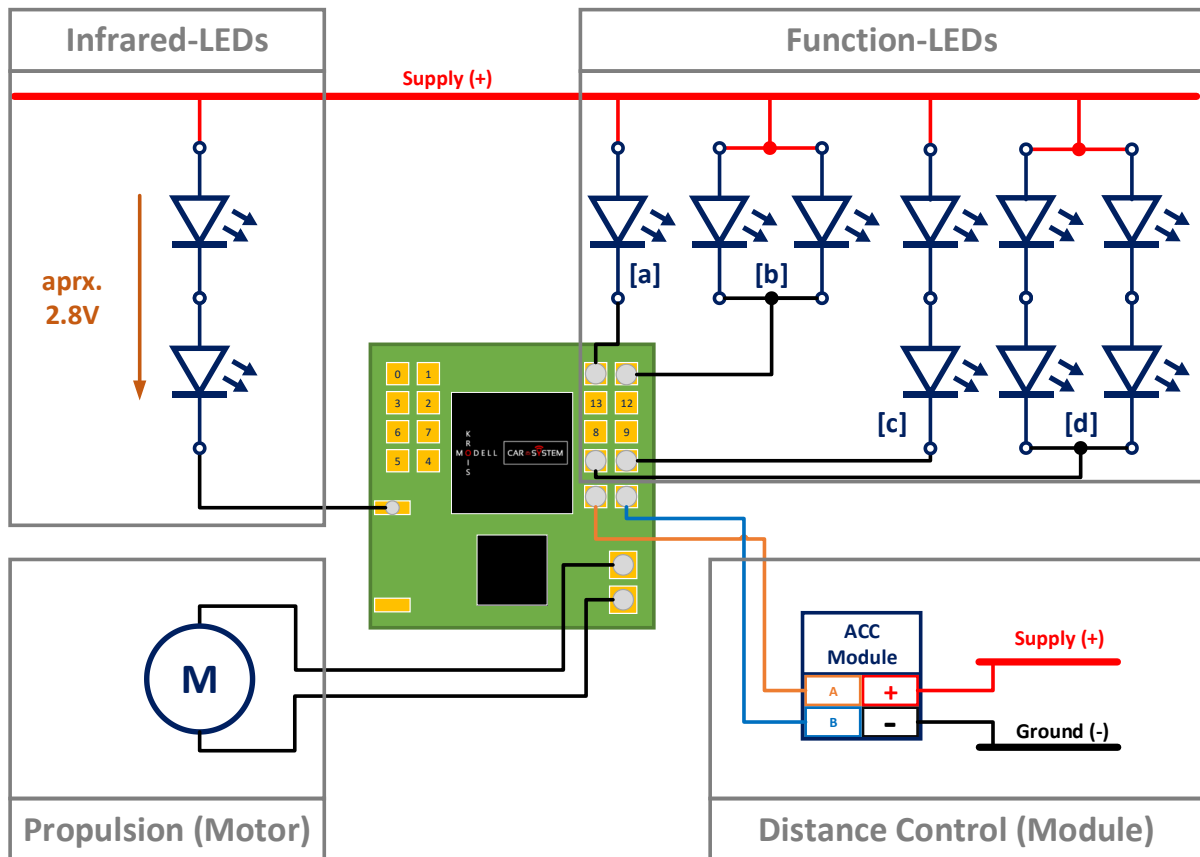 Infrared-LEDs
Function-LEDs
Supply (+)
aprx.
2.8V
[a]
[b]
[c]
[d]
0 1
3 2
6 7
5 4
13 12
8 9
KROIS
MODELL
CAR SYSTEM
M
Propulsion (Motor)
ACC
Module
A +
B -
Supply (+)
Ground (-)
Distance Control (Module)